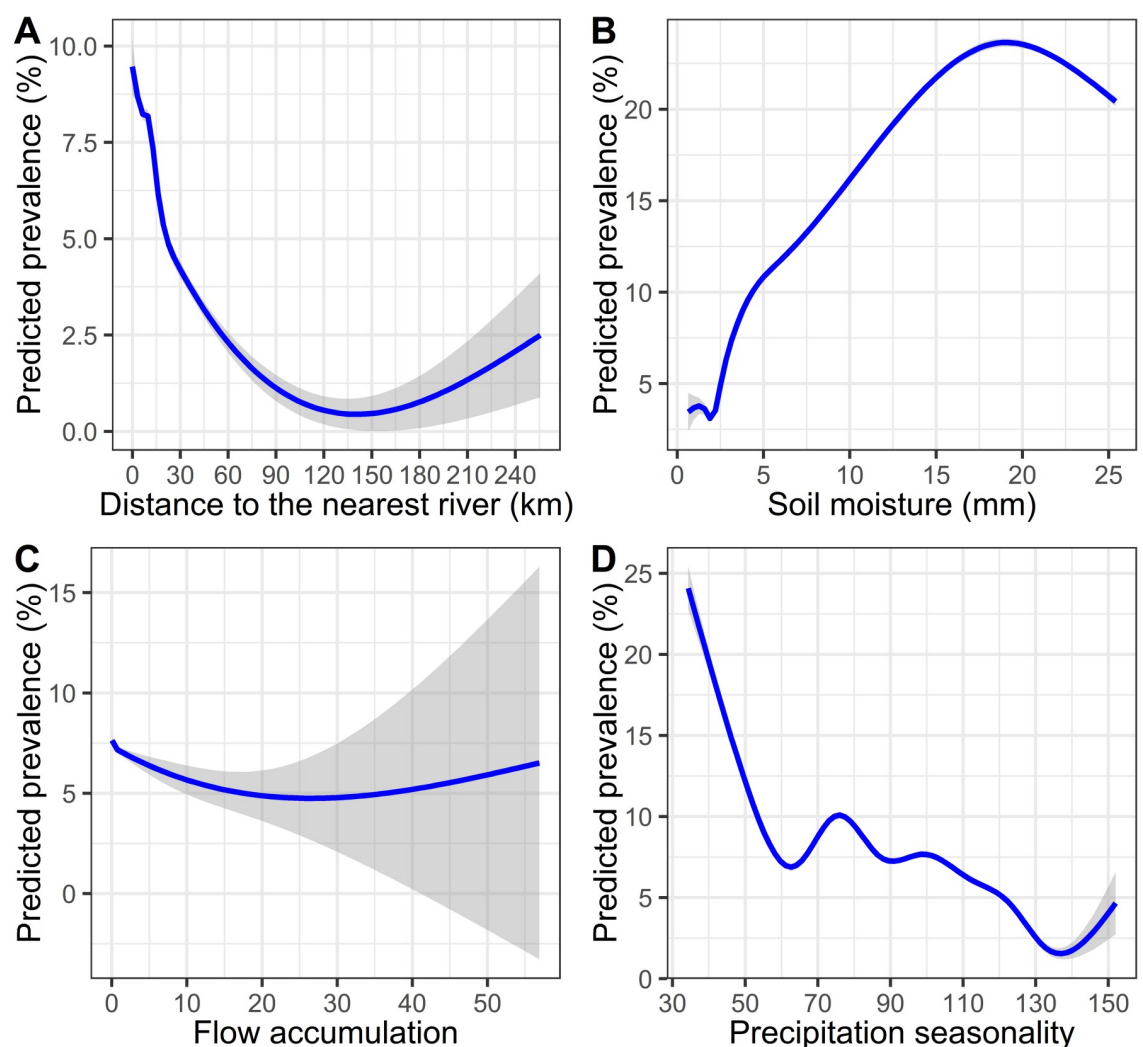 A
Predicted prevalence (%)
10.0
7.5
5.0
2.5
0.0
0 30 60 90 120 150 180 210 240
Distance to the nearest river (km)
B
Predicted prevalence (%)
20
15
10
5
0 5 10 15 20 25
Soil moisture (mm)
C
Predicted prevalence (%)
15
10
5
0
0 10 20 30 40 50
Flow accumulation
D
Predicted prevalence (%)
25
20
15
10
5
0
30 50 70 90 110 130 150
Precipitation seasonality